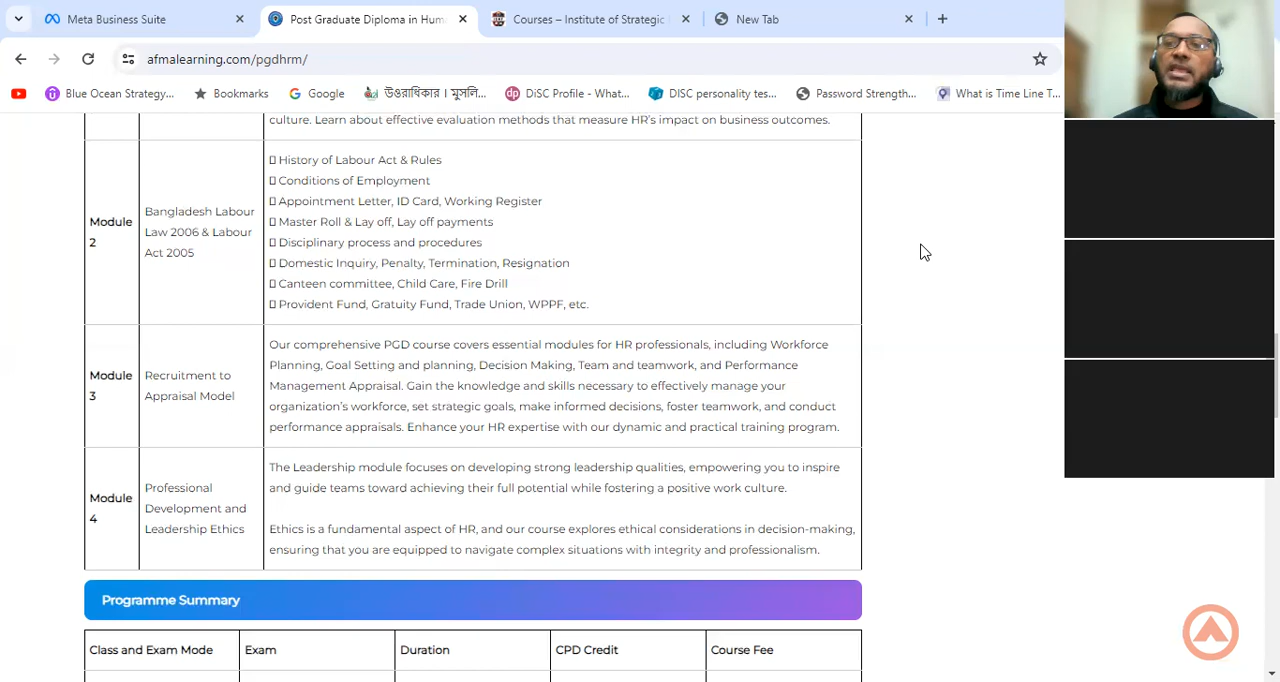 Meta Business Suite
Post Graduate Diploma in Hum
Courses – Institute of Strategic
New Tab
afmalearning.com/pgdhrm/
Blue Ocean Strategy...
Bookmarks
Google
উত্তরাধিকার । মুসলি...
DiSC Profile - What...
DISC personality tes...
Password Strength...
What is Time Line T...
culture. Learn about effective evaluation methods that measure HR's impact on business outcomes.
Module 2
Bangladesh Labour
Law 2006 & Labour
Act 2005
History of Labour Act & Rules
Conditions of Employment
Appointment Letter, ID Card, Working Register
Master Roll & Lay off, Lay off payments
Disciplinary process and procedures
Domestic Inquiry, Penalty, Termination, Resignation
Canteen committee, Child Care, Fire Drill
Provident Fund, Gratuity Fund, Trade Union, WPPF, etc.
Module 3
Recruitment to
Appraisal Model
Our comprehensive PGD course covers essential modules for HR professionals, including Workforce
Planning, Goal Setting and planning, Decision Making, Team and teamwork, and Performance
Management Appraisal. Gain the knowledge and skills necessary to effectively manage your
organization's workforce, set strategic goals, make informed decisions, foster teamwork, and conduct
performance appraisals. Enhance your HR expertise with our dynamic and practical training program.
Module 4
Professional
Development and
Leadership Ethics
The Leadership module focuses on developing strong leadership qualities, empowering you to inspire
and guide teams toward achieving their full potential while fostering a positive work culture.
Ethics is a fundamental aspect of HR, and our course explores ethical considerations in decision-making,
ensuring that you are equipped to navigate complex situations with integrity and professionalism.
Programme Summary
Class and Exam Mode
Exam
Duration
CPD Credit
Course Fee